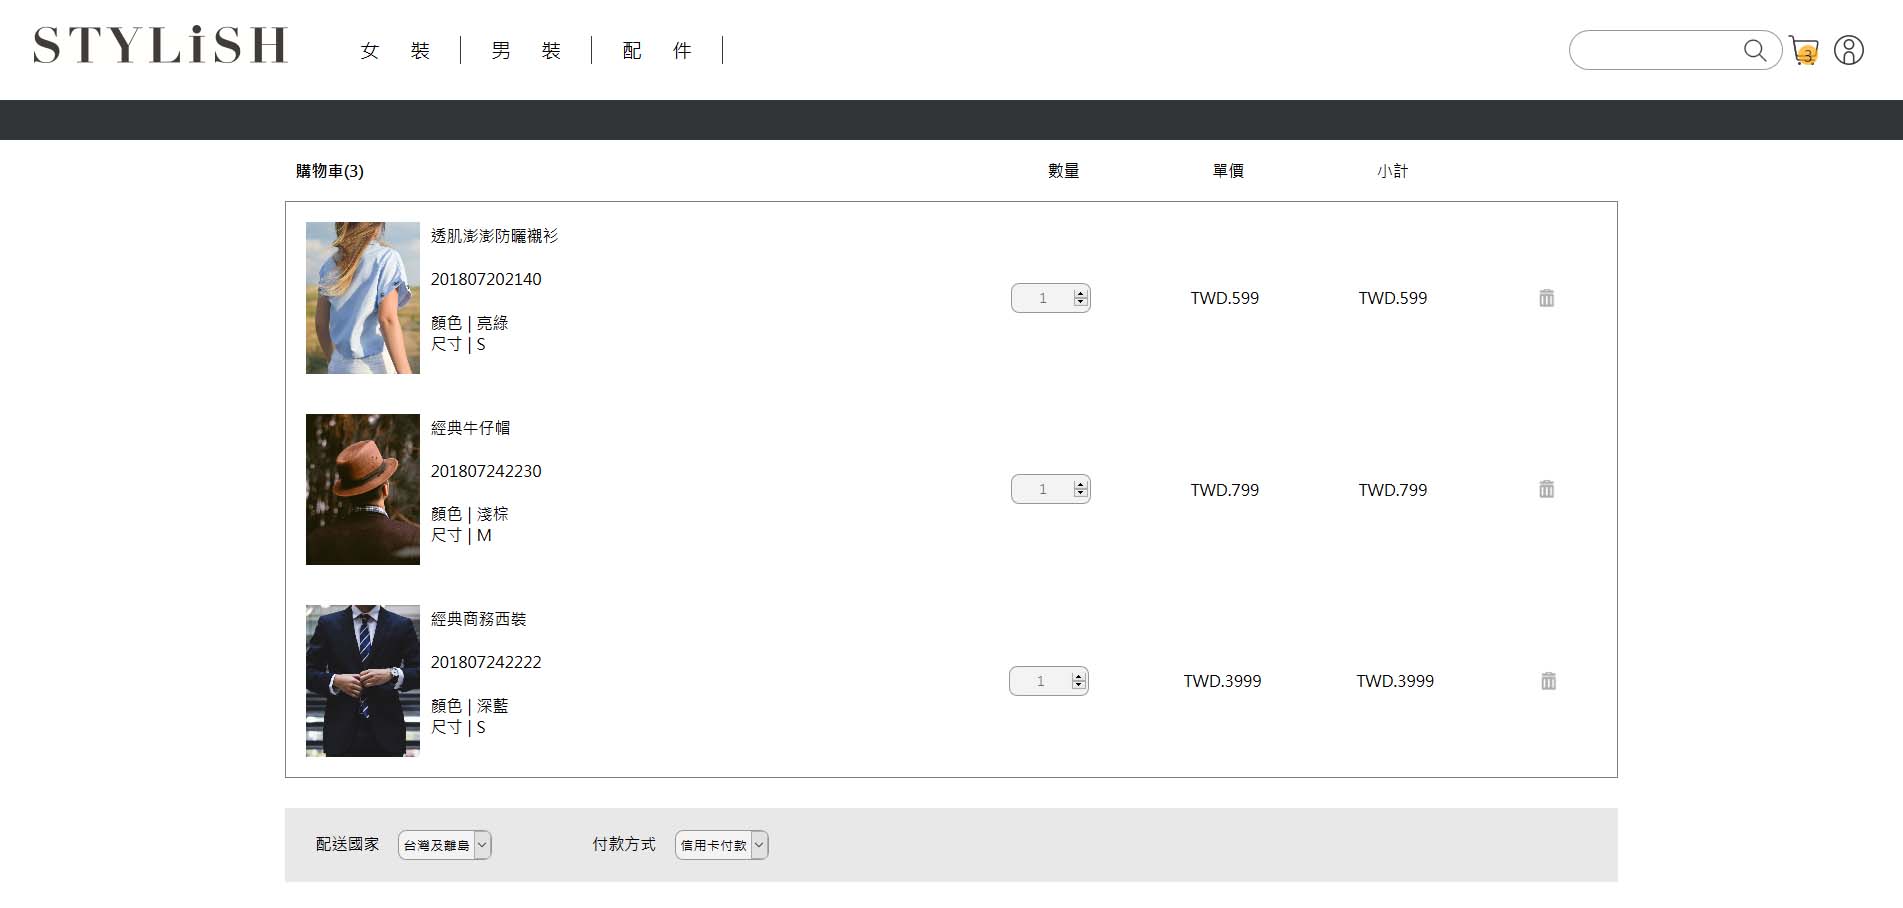 STYLiSH
女裝
男裝
配件
3
購物車(3)
數量
單價
小計
透肌澎澎防曬襯衫
201807202140
顏色 | 亮綠
尺寸 | S
1
TWD.599
TWD.599
經典牛仔帽
201807242230
顏色 | 淺棕
尺寸 | M
1
TWD.799
TWD.799
經典商務西裝
201807242222
顏色 | 深藍
尺寸 | S
1
TWD.3999
TWD.3999
配送國家
台灣及離島
付款方式
信用卡付款